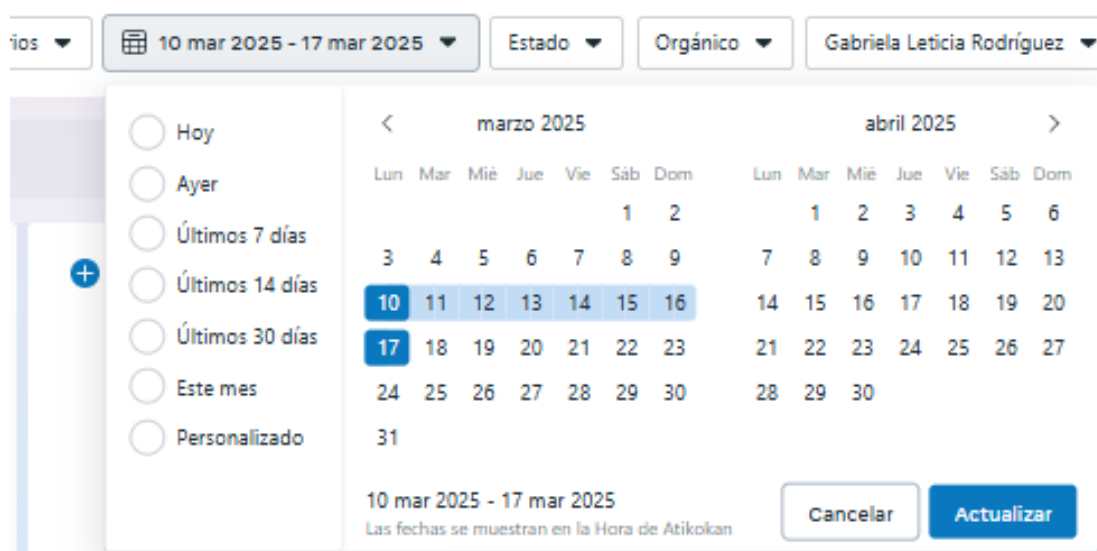 ios
10 mar 2025 - 17 mar 2025
Estado
Orgánico
Gabriela Leticia Rodríguez
Hoy
Ayer
Últimos 7 días
Últimos 14 días
Últimos 30 días
Este mes
Personalizado
marzo 2025
Lun Mar Mié Jue Vie Sáb Dom
1 2
3 4 5 6 7 8 9
10 11 12 13 14 15 16
17 18 19 20 21 22 23
24 25 26 27 28 29 30
31
abril 2025
Lun Mar Mié Jue Vie Sáb Dom
1 2 3 4 5 6
7 8 9 10 11 12 13
14 15 16 17 18 19 20
21 22 23 24 25 26 27
28 29 30
10 mar 2025 - 17 mar 2025
Las fechas se muestran en la Hora de Atikokan
Cancelar
Actualizar